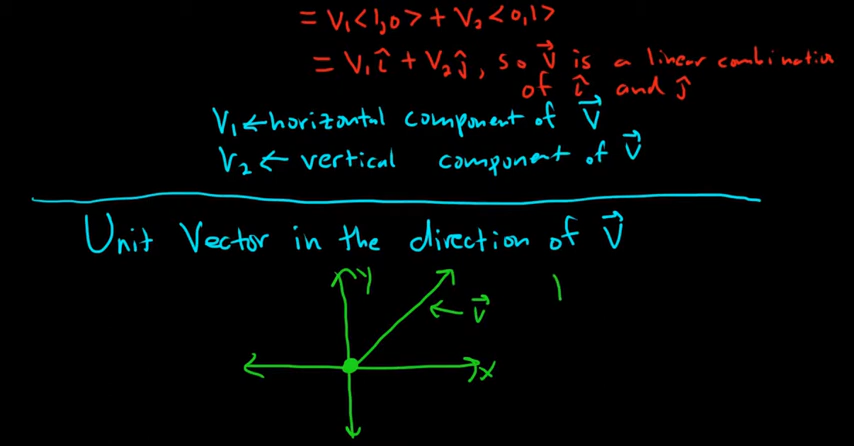 = V₁<1,0> + V₂<0,1>
= V₁î + V₂ĵ, so V⃗ is a linear combination
of î and ĵ
V₁ ← horizontal component of V⃗
V₂ ← vertical component of V⃗
Unit Vector in the direction of V⃗
y
← V⃗
x